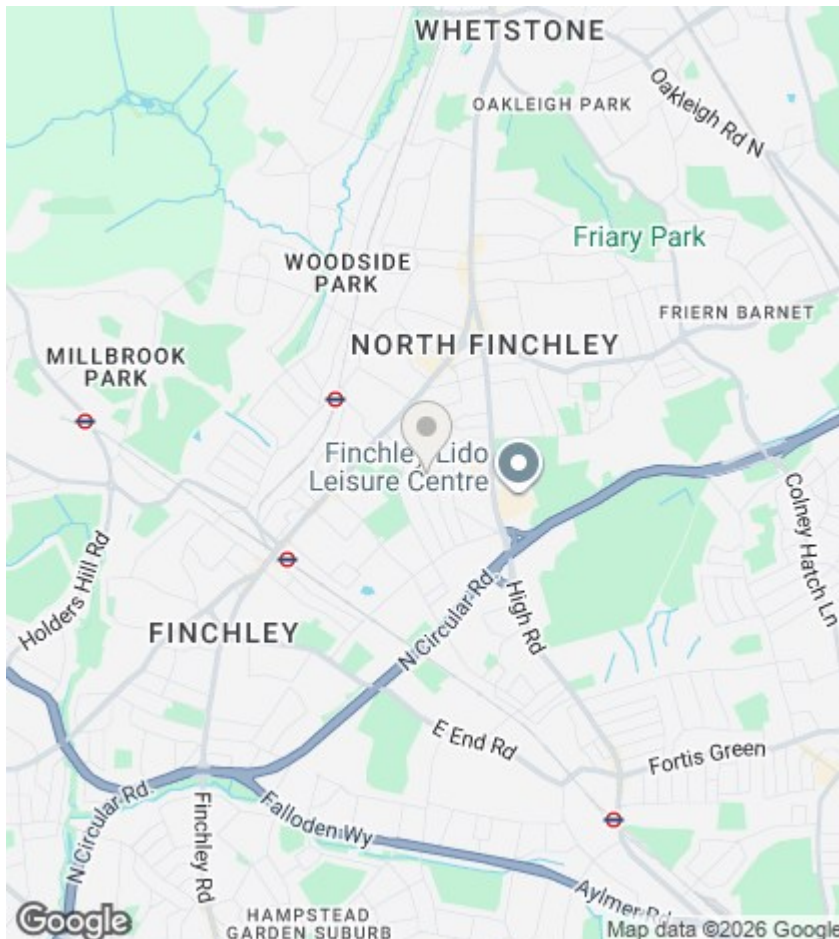 WHETSTONE
OAKLEIGH PARK
Oakleigh Rd N
Friary Park
WOODSIDE
PARK
FRIERN BARNET
NORTH FINCHLEY
MILLBROOK
PARK
Finchley Lido
Leisure Centre
Colney Hatch Ln
Holders Hill Rd
N Circular Rd
High Rd
FINCHLEY
E End Rd
Fortis Green
N Circular Rd
Finchley Rd
Falloden Wy
Aylmer Rd
HAMPSTEAD
GARDEN SUBURB
Google
Map data ©2026 Google